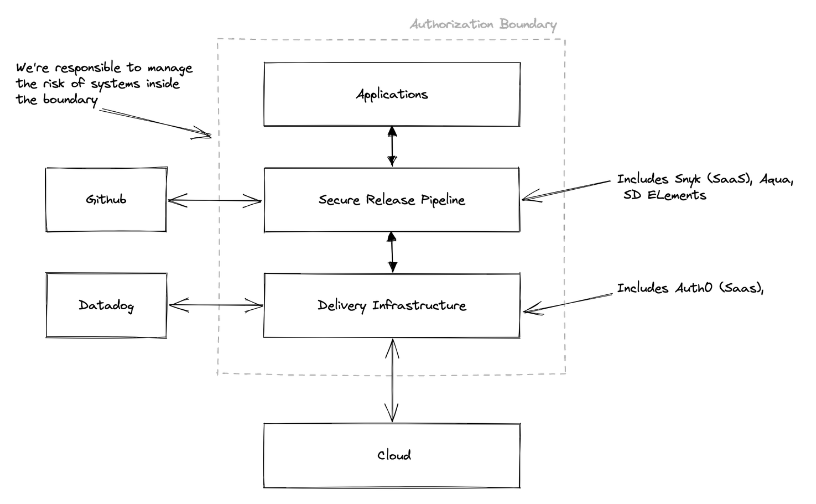 Authorization Boundary
We're responsible to manage
the risk of systems inside
the boundary
Applications
Github
Secure Release Pipeline
Includes Snyk (SaaS), Aqua,
SD ELements
Datadog
Delivery Infrastructure
Includes Auth0 (Saas),
Cloud